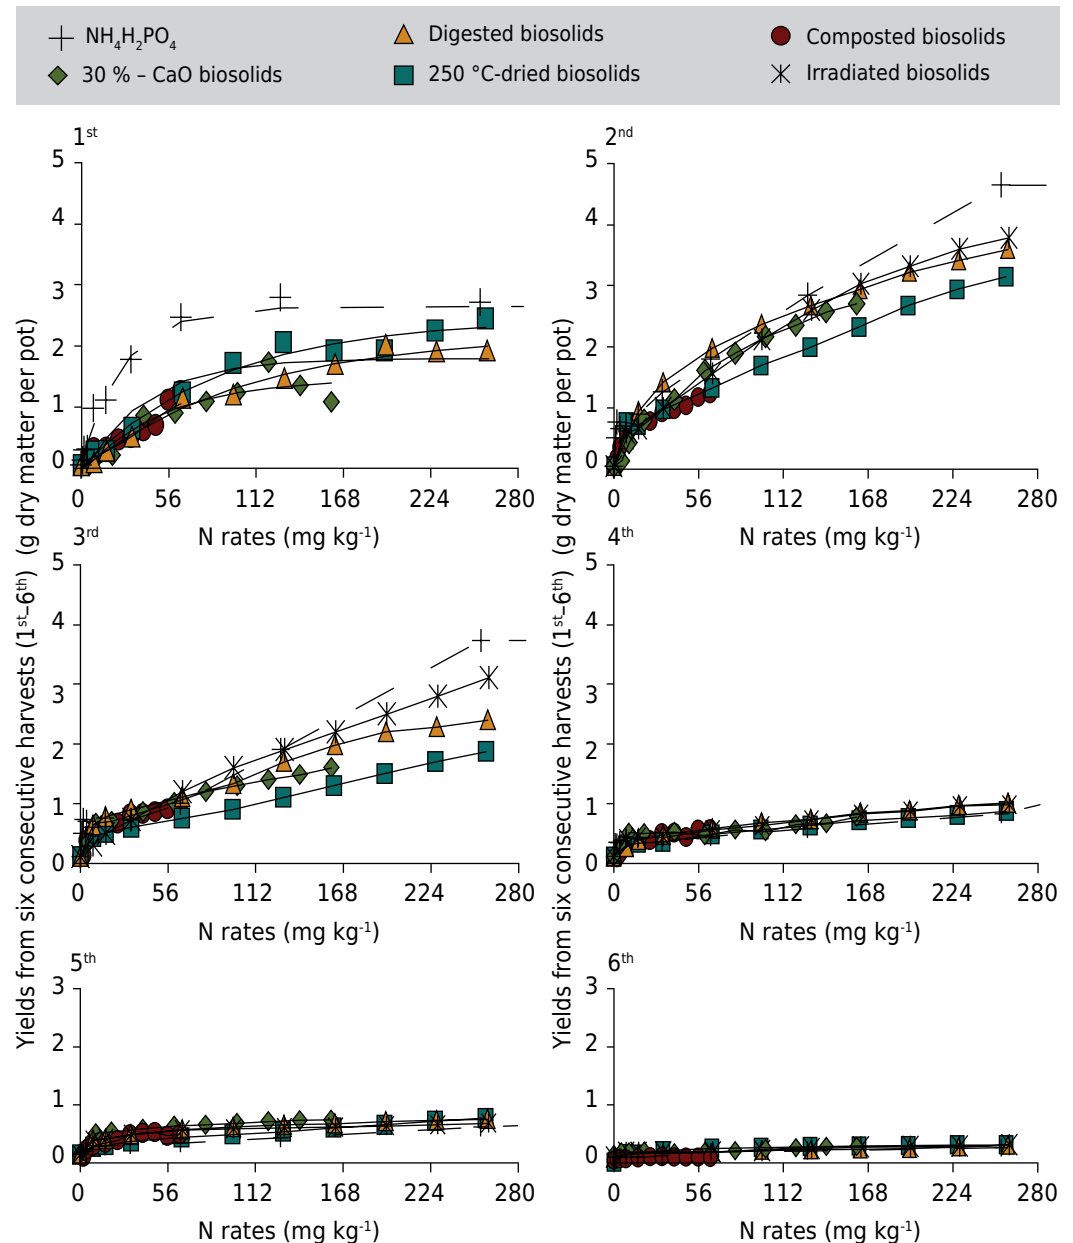 NH₄H₂PO₄
Digested biosolids
Composted biosolids
30 % – CaO biosolids
250 °C-dried biosolids
Irradiated biosolids
Yields from six consecutive harvests (1ˢᵗ–6ᵗʰ) (g dry matter per pot)
1ˢᵗ
5
4
3
2
1
0
0 56 112 168 224 280
N rates (mg kg⁻¹)
Yields from six consecutive harvests (1ˢᵗ–6ᵗʰ) (g dry matter per pot)
2ⁿᵈ
5
4
3
2
1
0
0 56 112 168 224 280
N rates (mg kg⁻¹)
3ʳᵈ
5
4
3
2
1
0
0 56 112 168 224 280
N rates (mg kg⁻¹)
4ᵗʰ
5
4
3
2
1
0
0 56 112 168 224 280
N rates (mg kg⁻¹)
5ᵗʰ
3
2
1
0
0 56 112 168 224 280
N rates (mg kg⁻¹)
6ᵗʰ
3
2
1
0
0 56 112 168 224 280
N rates (mg kg⁻¹)